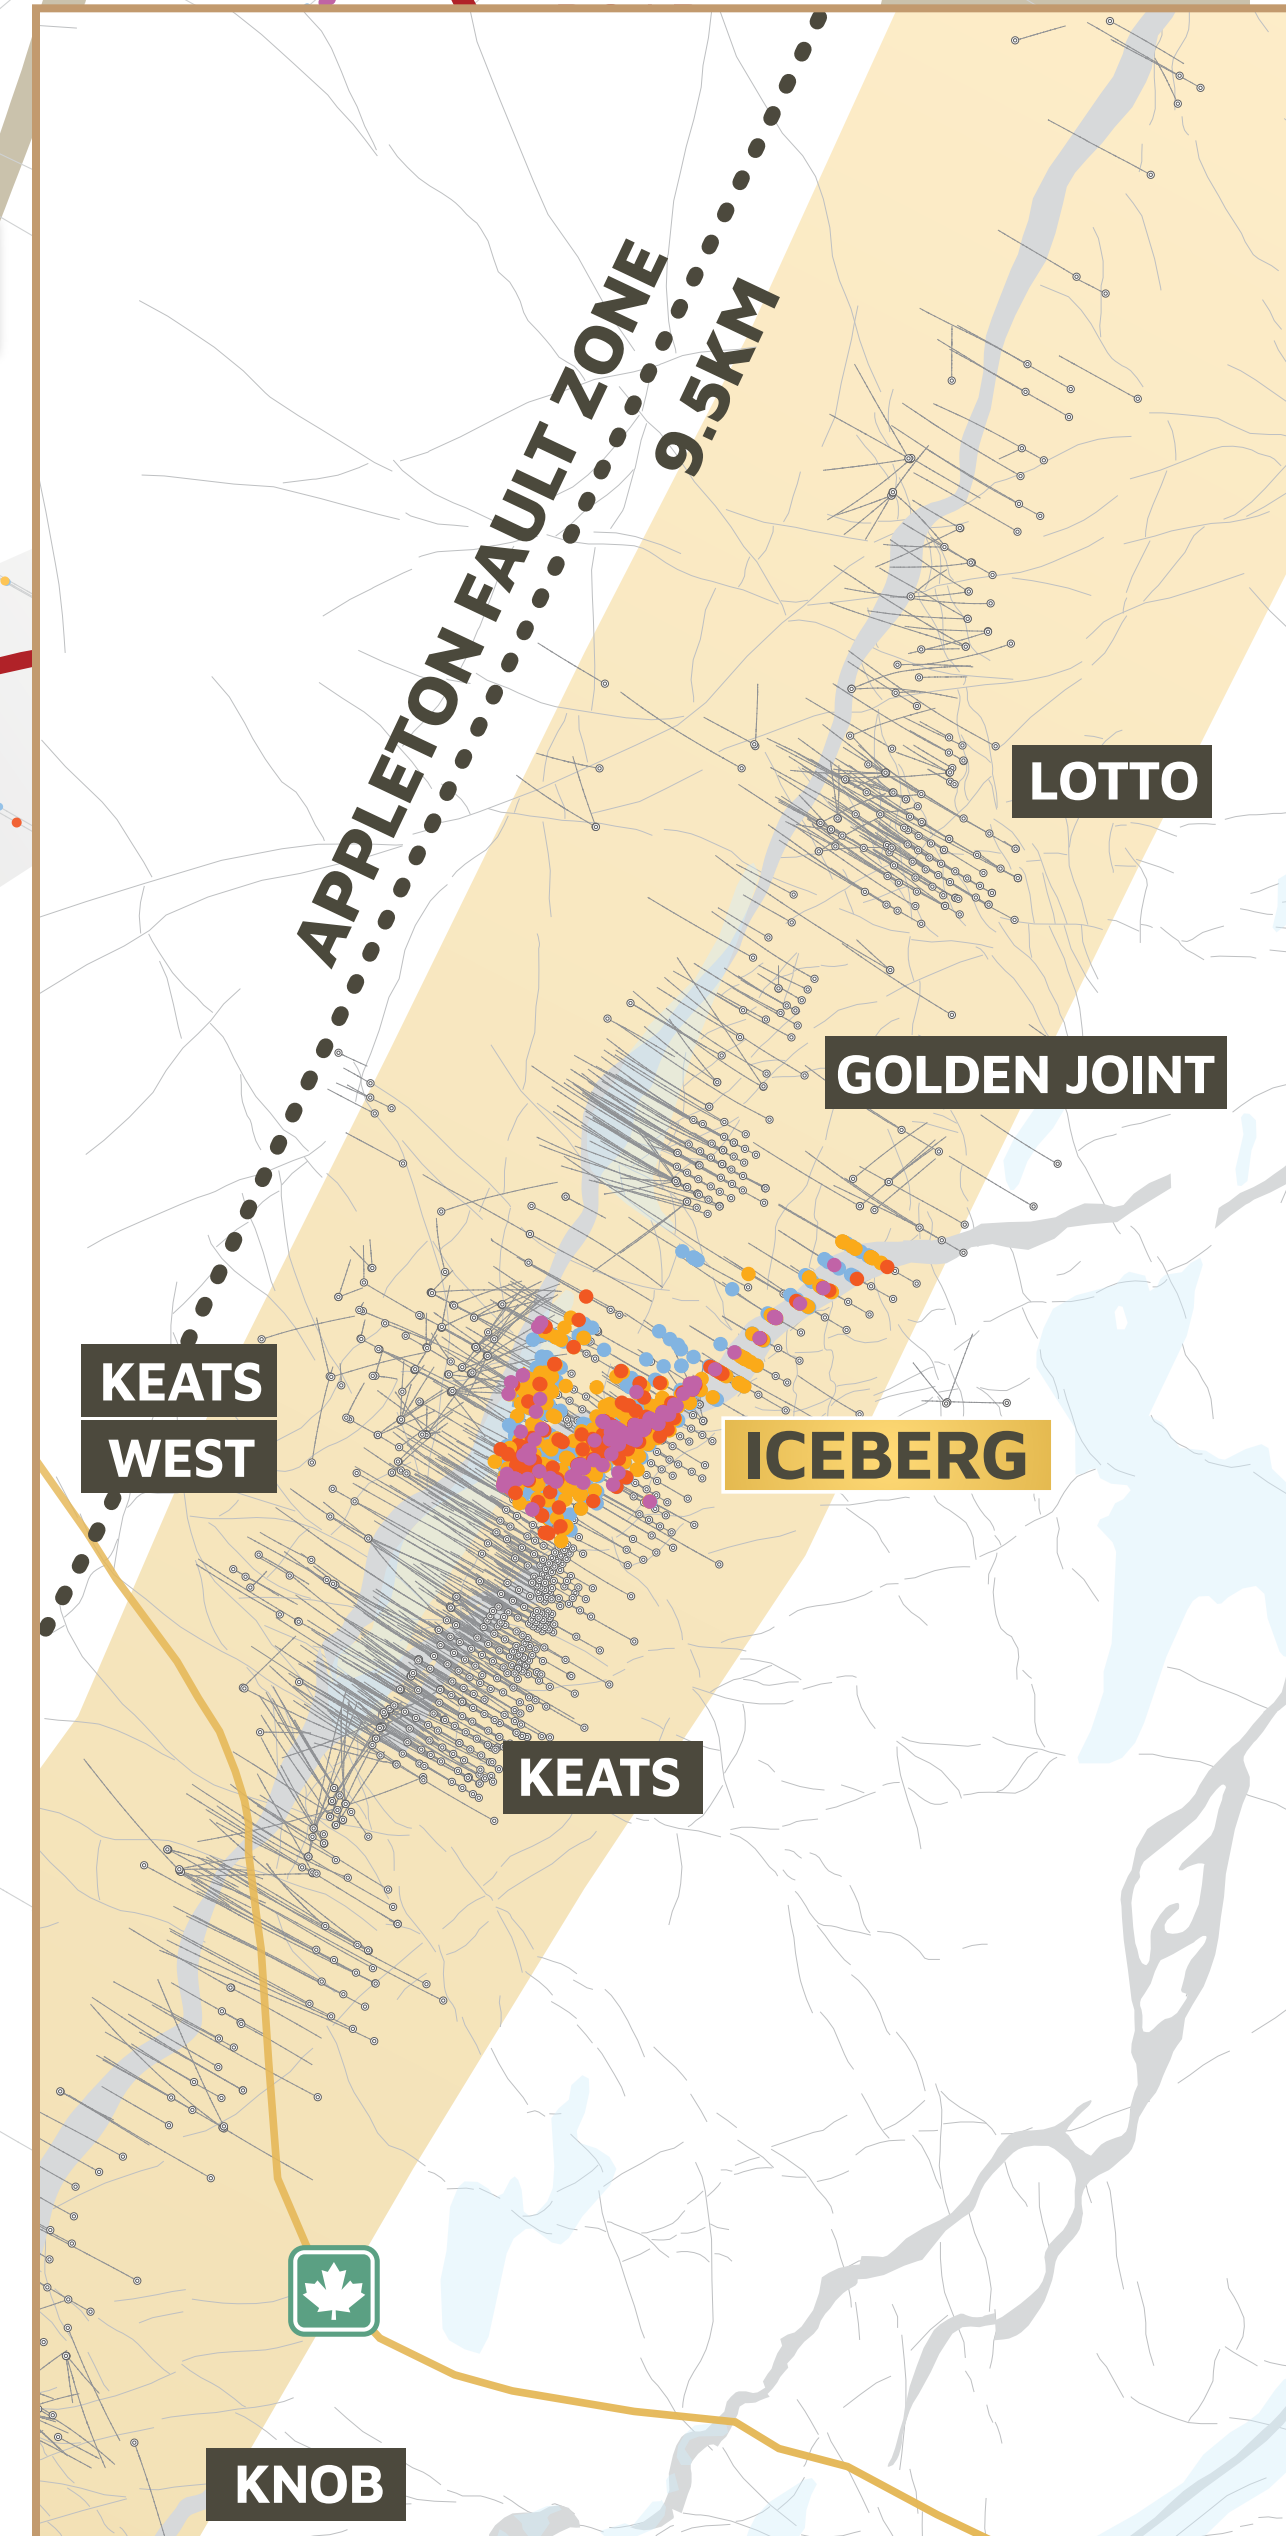 APPLETON FAULT ZONE
9.5KM
LOTTO
GOLDEN JOINT
KEATS
WEST
ICEBERG
KEATS
KNOB